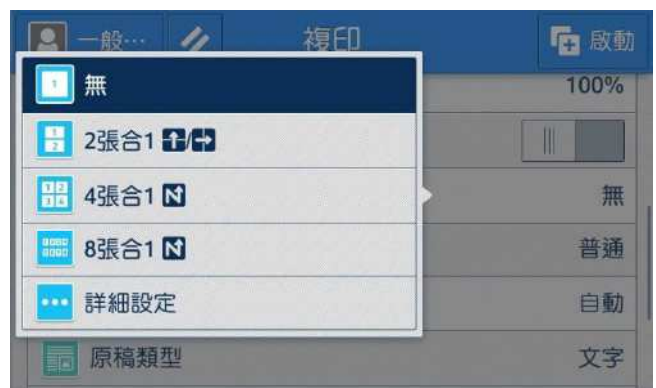 一般… 複印 啟動
無 100%
2張合1
4張合1 無
8張合1 普通
詳細設定 自動
原稿類型 文字